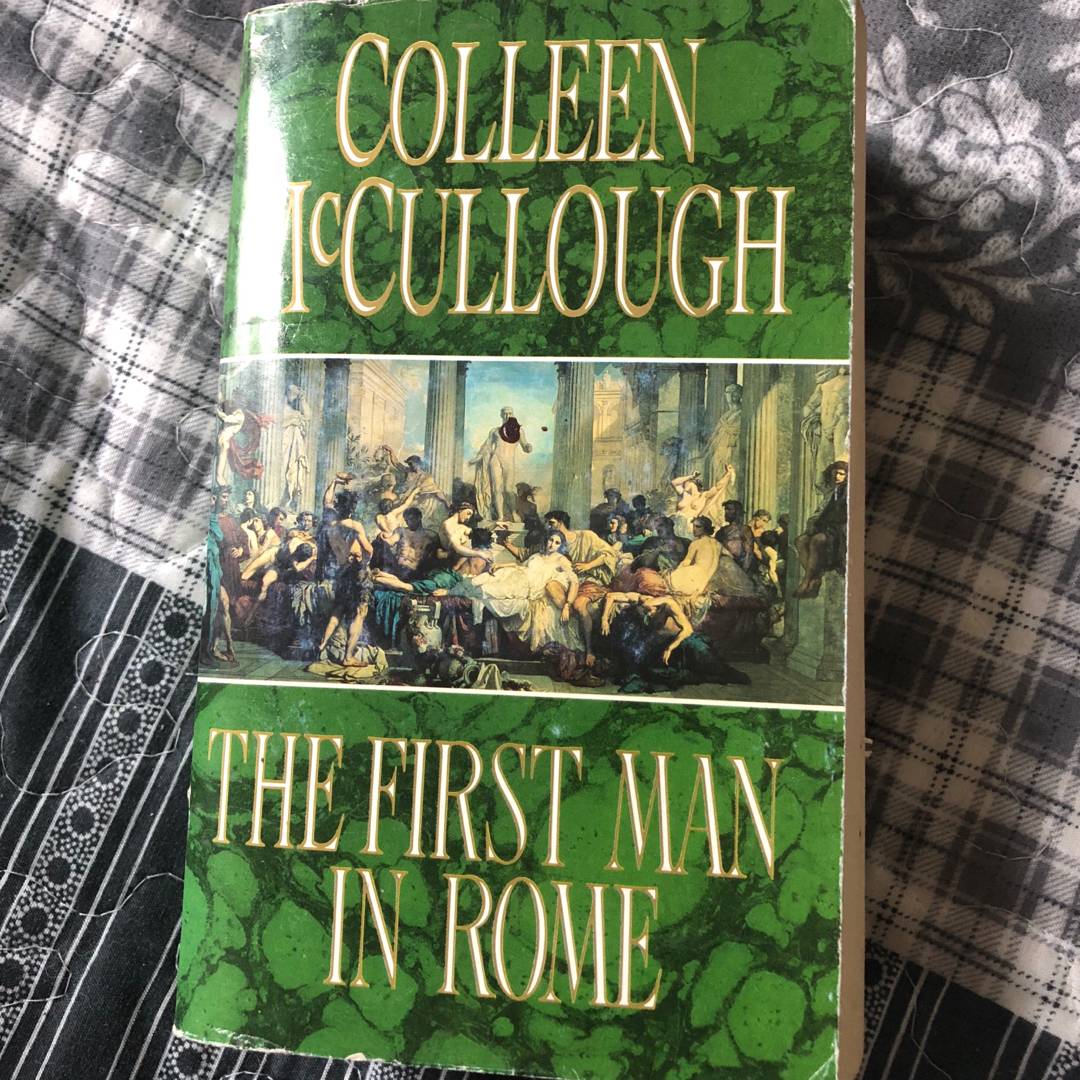 COLLEEN
McCULLOUGH
THE FIRST MAN
IN ROME